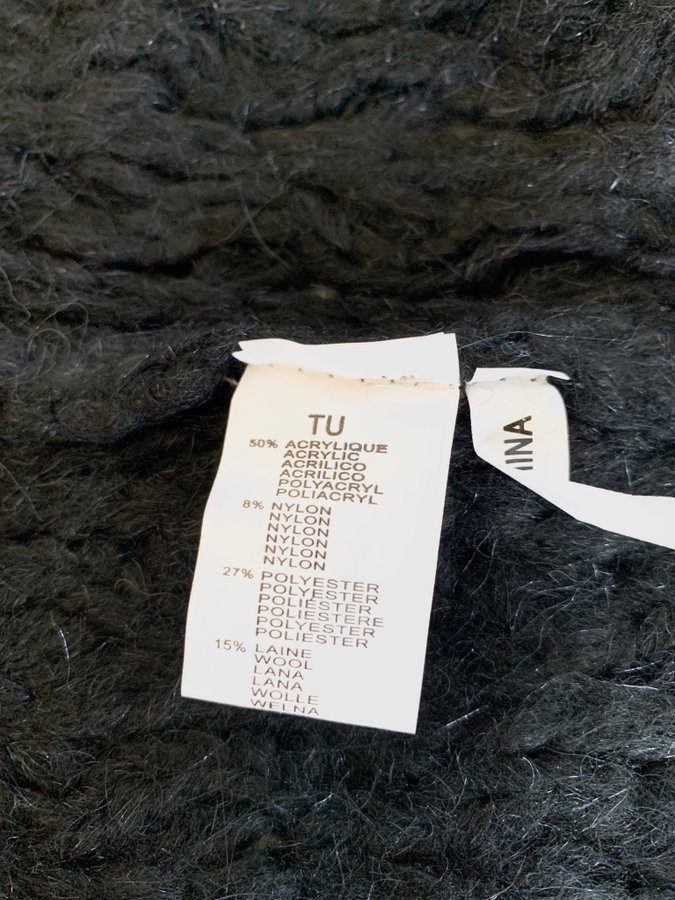 TU
50% ACRYLIQUE
ACRYLIC
ACRILICO
ACRILICO
POLYACRYL
POLIACRYL
8% NYLON
NYLON
NYLON
NYLON
NYLON
NYLON
27% POLYESTER
POLYESTER
POLIÉSTER
POLIESTERE
POLYESTER
POLIESTER
15% LAINE
WOOL
LANA
LANA
WOLLE
WELNA
INA